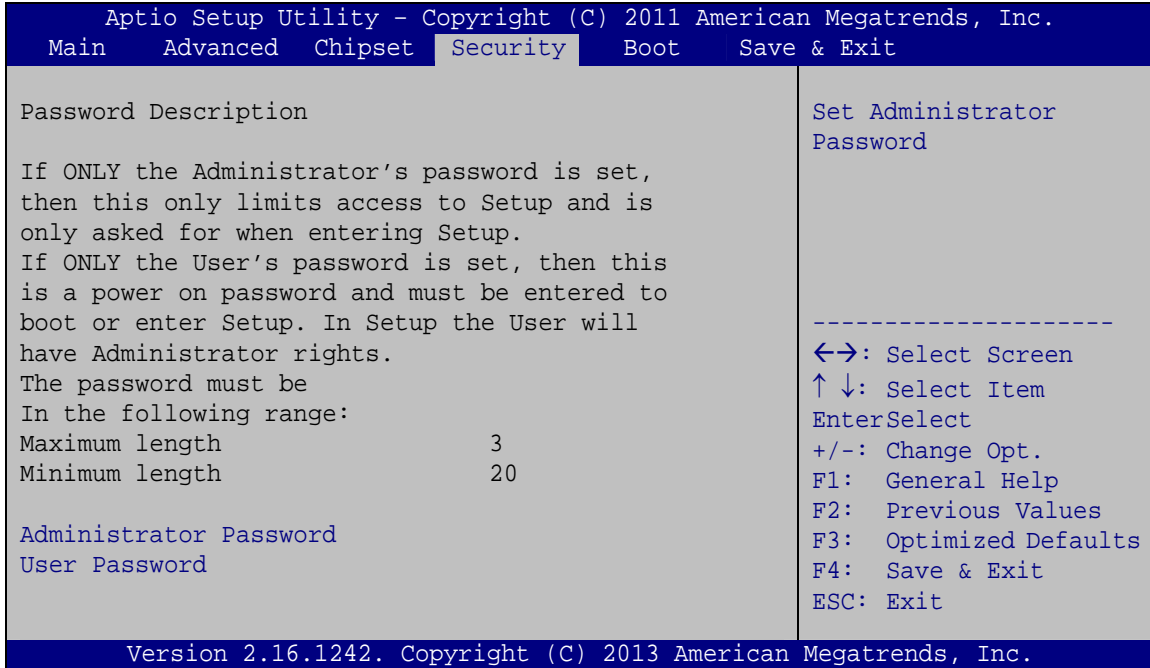 Aptio Setup Utility – Copyright (C) 2011 American Megatrends, Inc.
Main Advanced Chipset Security Boot Save & Exit
Password Description
If ONLY the Administrator's password is set,
then this only limits access to Setup and is
only asked for when entering Setup.
If ONLY the User's password is set, then this
is a power on password and must be entered to
boot or enter Setup. In Setup the User will
have Administrator rights.
The password must be
In the following range:
Maximum length 3
Minimum length 20
Administrator Password
User Password
Set Administrator
Password
---------------------
←→: Select Screen
↑ ↓: Select Item
EnterSelect
+/-: Change Opt.
F1: General Help
F2: Previous Values
F3: Optimized Defaults
F4: Save & Exit
ESC: Exit
Version 2.16.1242. Copyright (C) 2013 American Megatrends, Inc.